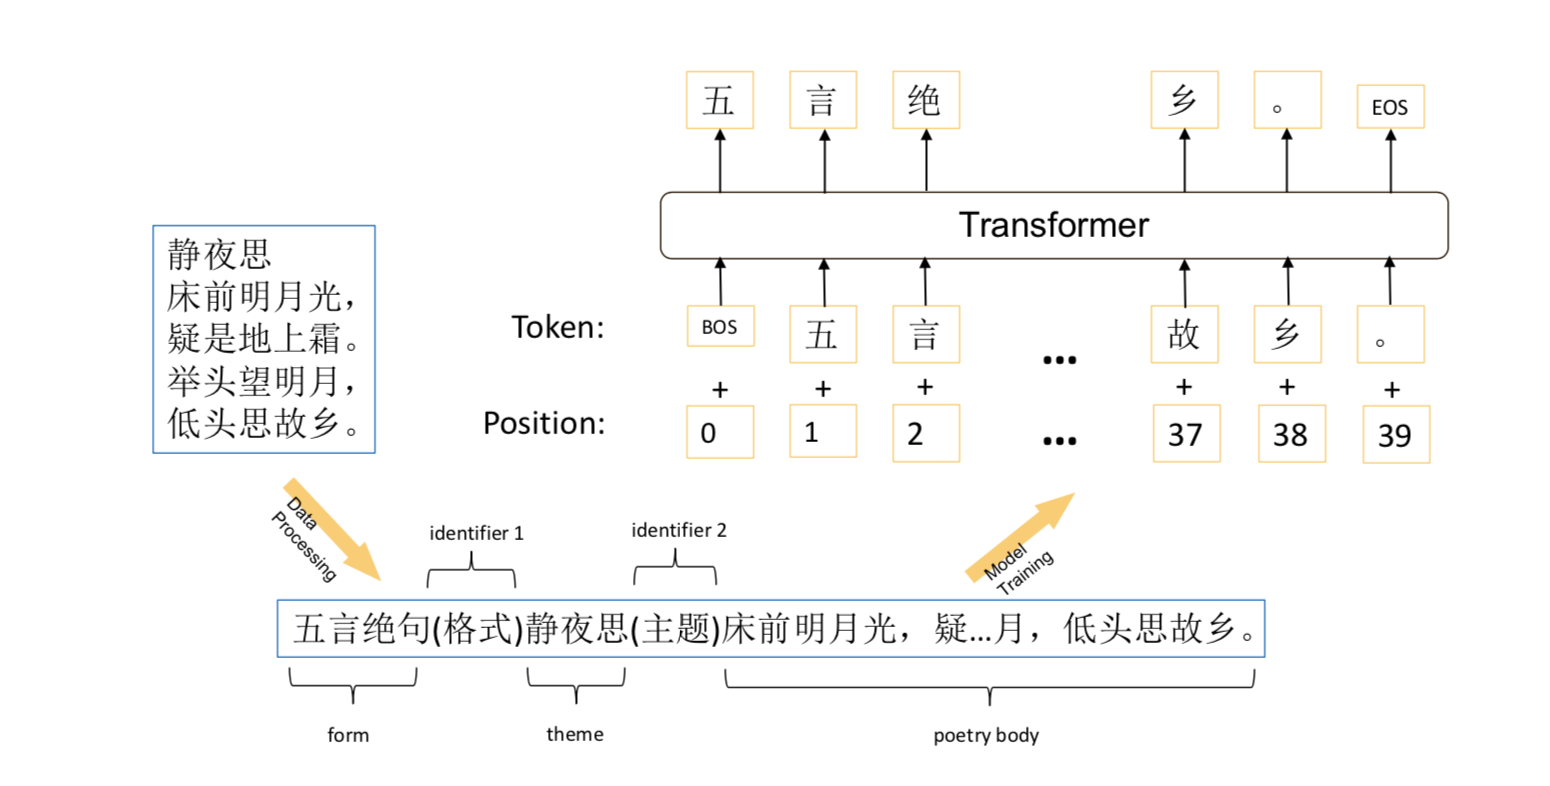 五 言 绝 乡 。 EOS
Transformer
静夜思
床前明月光，
疑是地上霜。
举头望明月，
低头思故乡。
Token: BOS 五 言 ... 故 乡 。
+ + + + + +
Position: 0 1 2 ... 37 38 39
Data
Processing
Model
Training
identifier 1 identifier 2
五言绝句(格式)静夜思(主题)床前明月光，疑...月，低头思故乡。
form theme poetry body